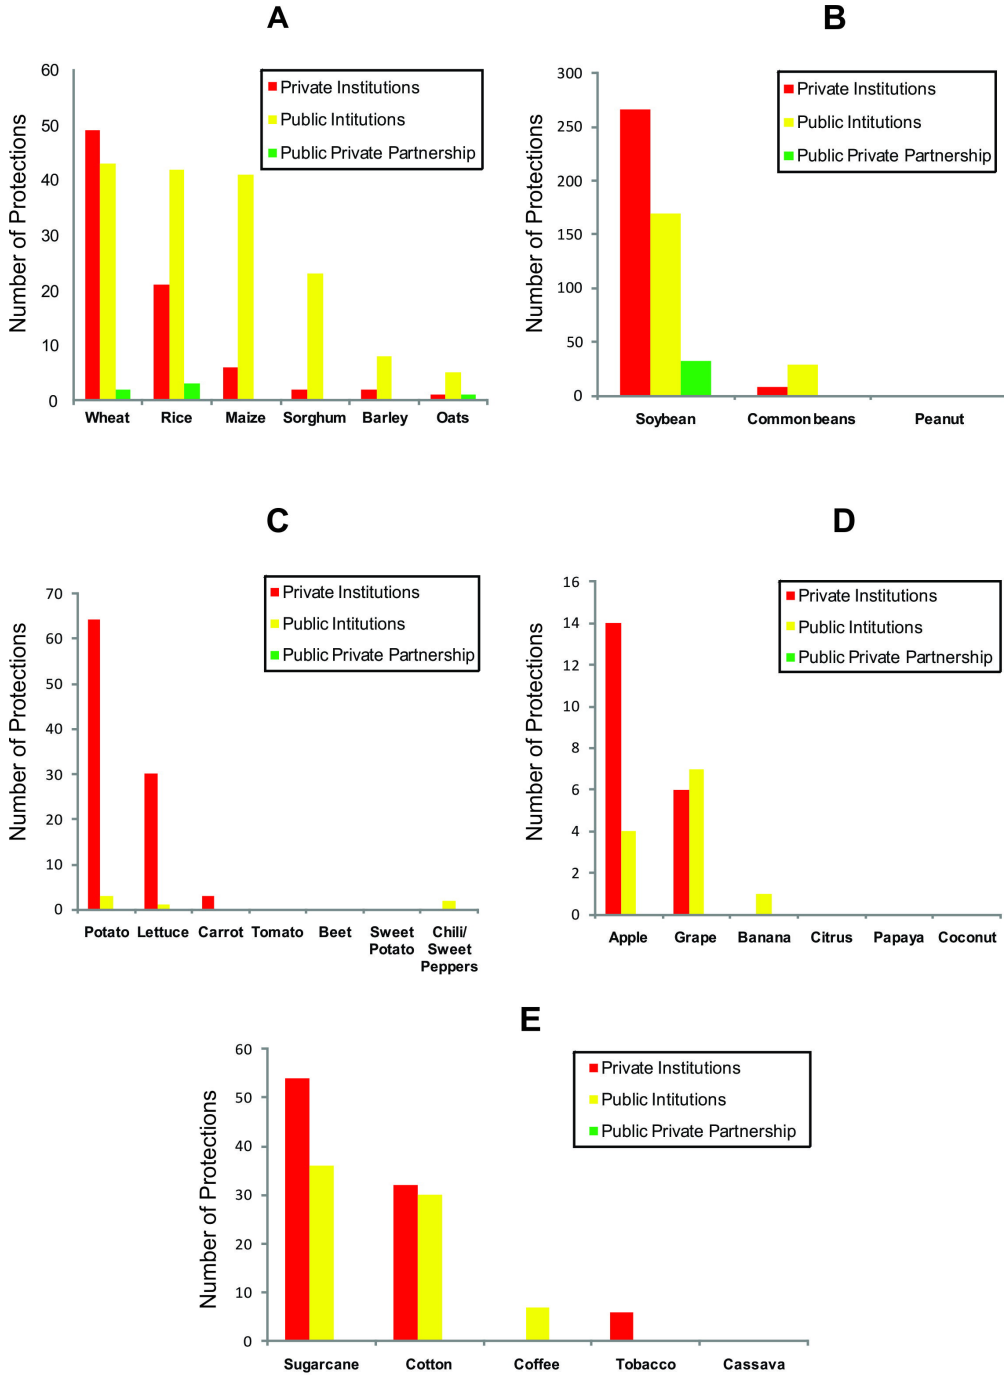 A
Number of Protections
60
50
40
30
20
10
0
Private Institutions
Public Intitutions
Public Private Partnership
Wheat Rice Maize Sorghum Barley Oats
B
Number of Protections
300
250
200
150
100
50
0
Private Institutions
Public Intitutions
Public Private Partnership
Soybean Common beans Peanut
C
Number of Protections
70
60
50
40
30
20
10
0
Private Institutions
Public Intitutions
Public Private Partnership
Potato Lettuce Carrot Tomato Beet Sweet Chili/
Potato Sweet
Peppers
D
Number of Protections
16
14
12
10
8
6
4
2
0
Private Institutions
Public Intitutions
Public Private Partnership
Apple Grape Banana Citrus Papaya Coconut
E
Number of Protections
60
50
40
30
20
10
0
Private Institutions
Public Intitutions
Public Private Partnership
Sugarcane Cotton Coffee Tobacco Cassava